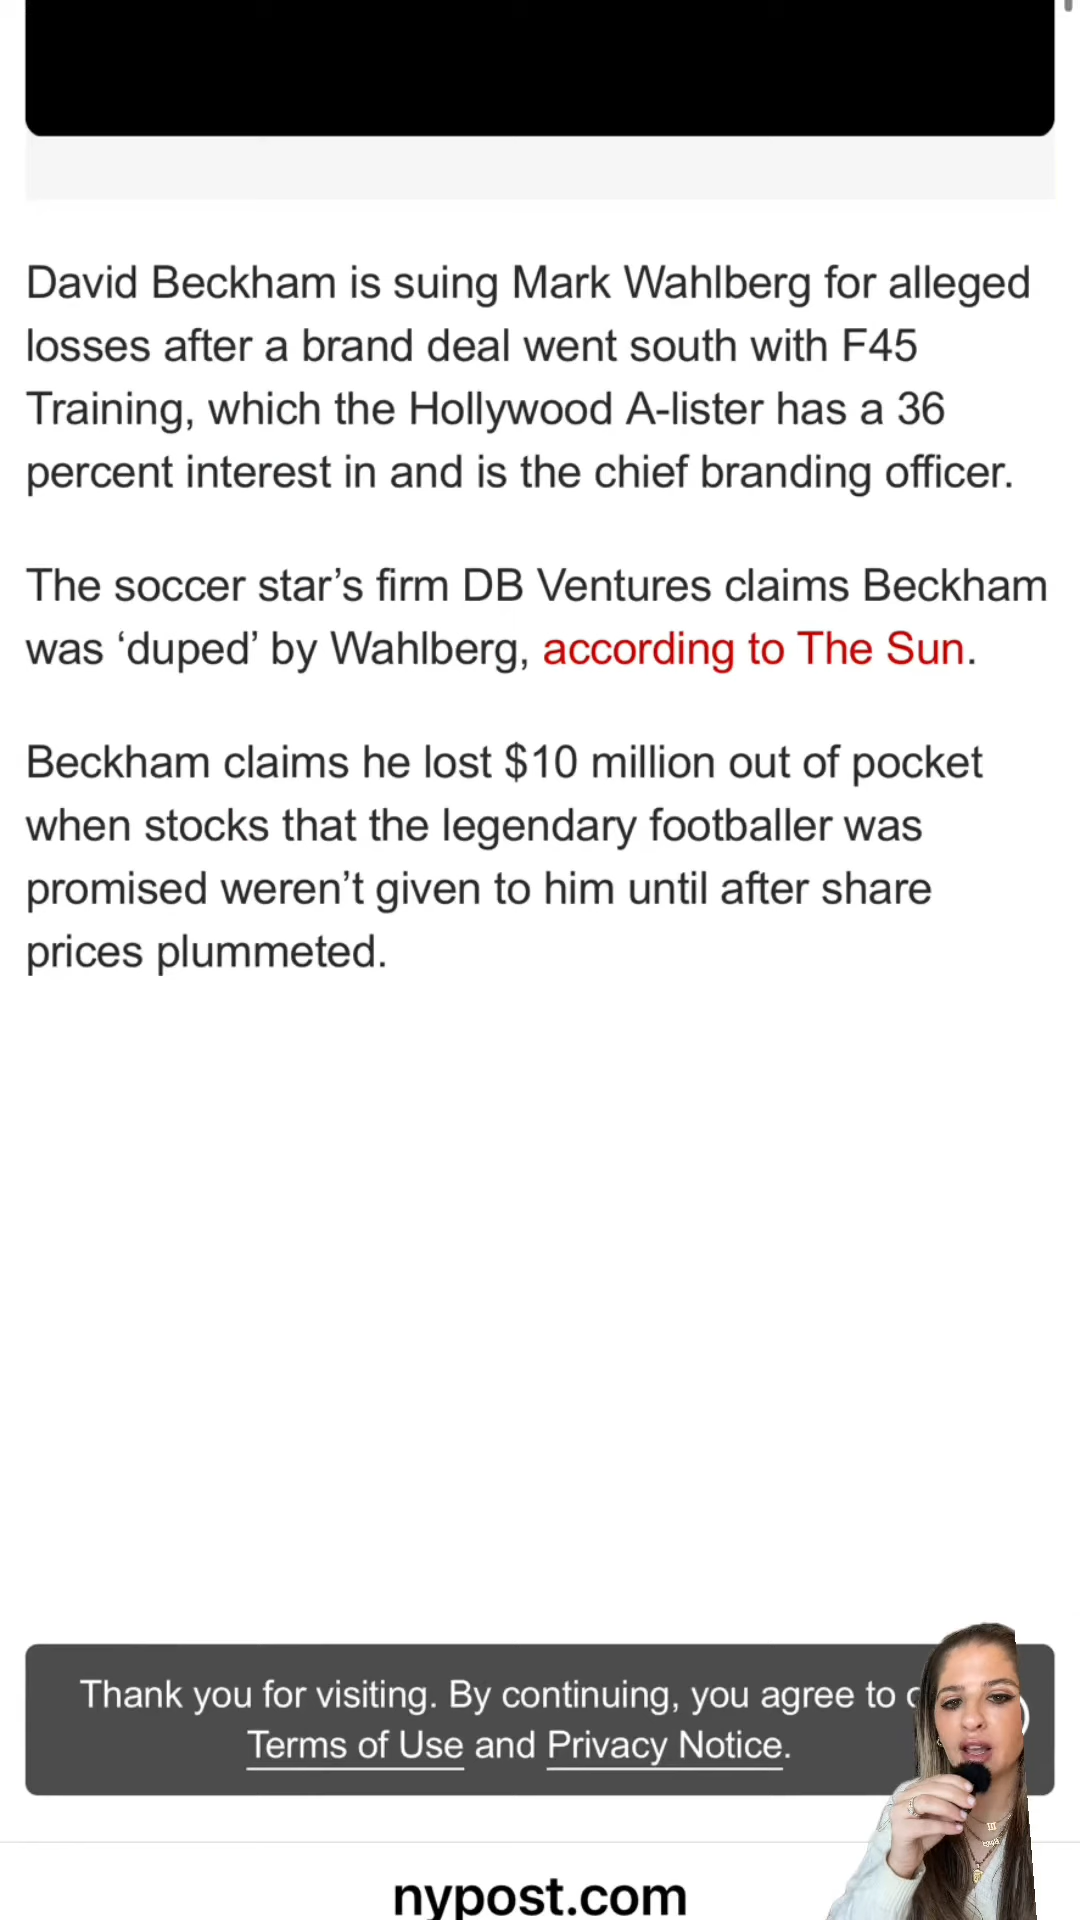 David Beckham is suing Mark Wahlberg for alleged
losses after a brand deal went south with F45
Training, which the Hollywood A-lister has a 36
percent interest in and is the chief branding officer.
The soccer star’s firm DB Ventures claims Beckham
was ‘duped’ by Wahlberg, according to The Sun.
Beckham claims he lost $10 million out of pocket
when stocks that the legendary footballer was
promised weren’t given to him until after share
prices plummeted.
Thank you for visiting. By continuing, you agree to
Terms of Use and Privacy Notice.
nypost.com